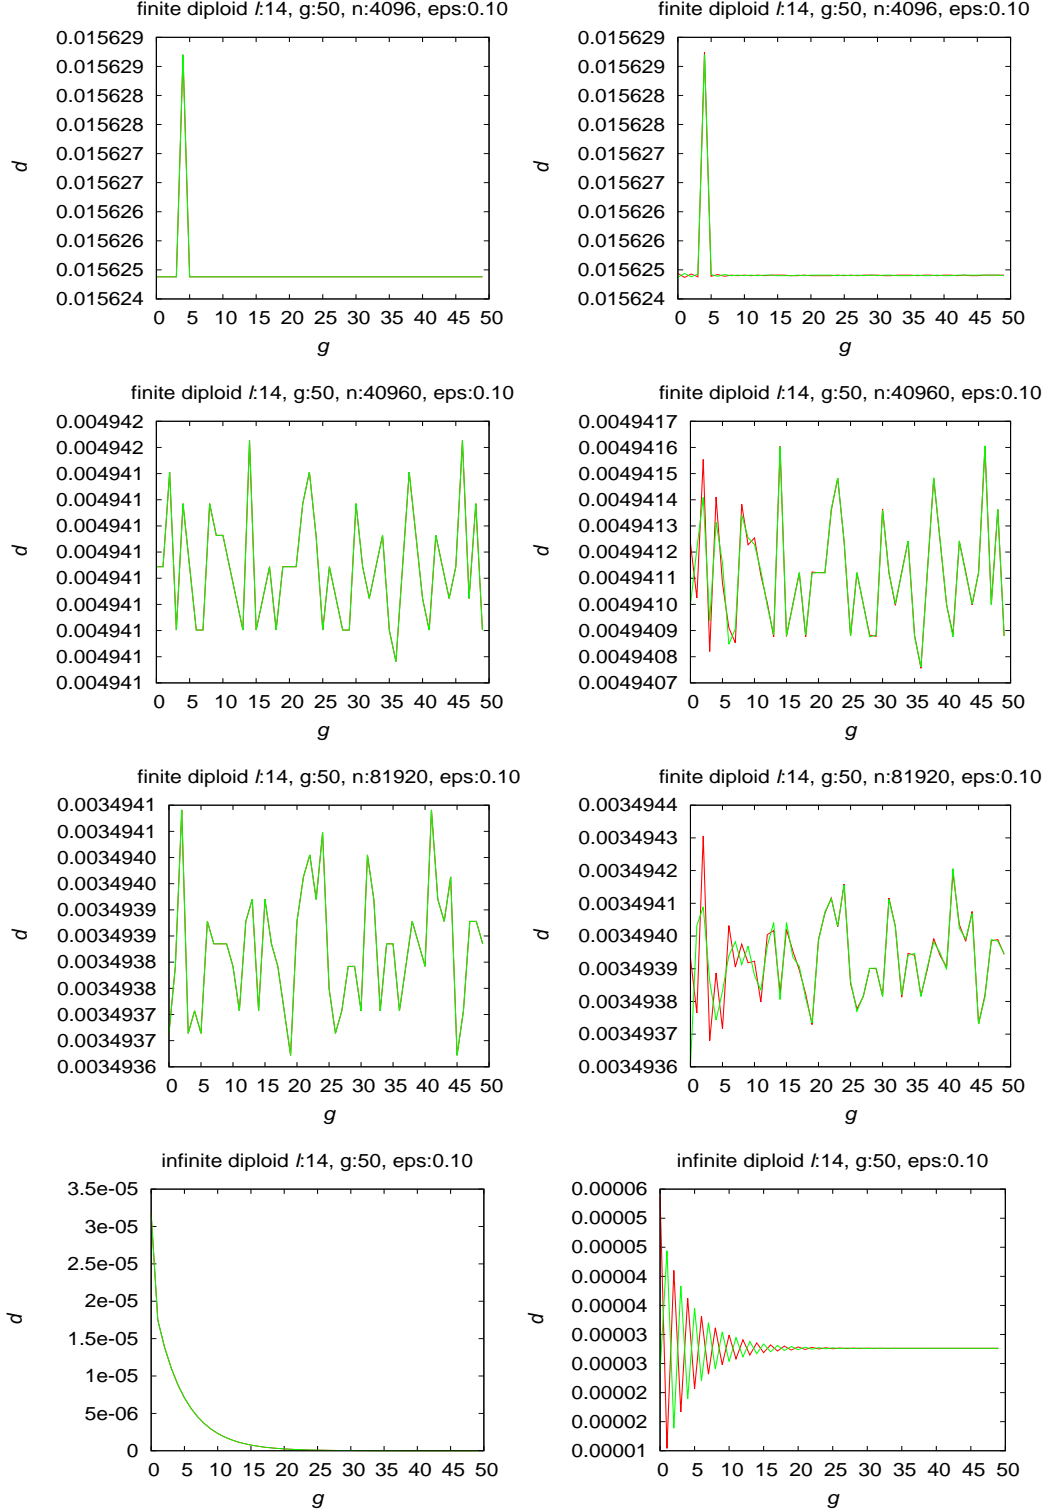 finite diploid l:14, g:50, n:4096, eps:0.10
0.015629
0.015629
0.015628
0.015628
0.015627
0.015627
0.015626
0.015626
0.015625
0.015624
d
0 5 10 15 20 25 30 35 40 45 50
g
finite diploid l:14, g:50, n:4096, eps:0.10
0.015629
0.015629
0.015628
0.015628
0.015627
0.015627
0.015626
0.015626
0.015625
0.015624
d
0 5 10 15 20 25 30 35 40 45 50
g
finite diploid l:14, g:50, n:40960, eps:0.10
0.004942
0.004942
0.004941
0.004941
0.004941
0.004941
0.004941
0.004941
0.004941
0.004941
0.004941
d
0 5 10 15 20 25 30 35 40 45 50
g
finite diploid l:14, g:50, n:40960, eps:0.10
0.0049417
0.0049416
0.0049415
0.0049414
0.0049413
0.0049412
0.0049411
0.0049410
0.0049409
0.0049408
0.0049407
d
0 5 10 15 20 25 30 35 40 45 50
g
finite diploid l:14, g:50, n:81920, eps:0.10
0.0034941
0.0034941
0.0034940
0.0034940
0.0034939
0.0034939
0.0034938
0.0034938
0.0034937
0.0034937
0.0034936
d
0 5 10 15 20 25 30 35 40 45 50
g
finite diploid l:14, g:50, n:81920, eps:0.10
0.0034944
0.0034943
0.0034942
0.0034941
0.0034940
0.0034939
0.0034938
0.0034937
0.0034936
d
0 5 10 15 20 25 30 35 40 45 50
g
infinite diploid l:14, g:50, eps:0.10
3.5e-05
3e-05
2.5e-05
2e-05
1.5e-05
1e-05
5e-06
0
d
0 5 10 15 20 25 30 35 40 45 50
g
infinite diploid l:14, g:50, eps:0.10
0.00006
0.00005
0.00005
0.00004
0.00004
0.00003
0.00003
0.00002
0.00002
0.00001
d
0 5 10 15 20 25 30 35 40 45 50
g